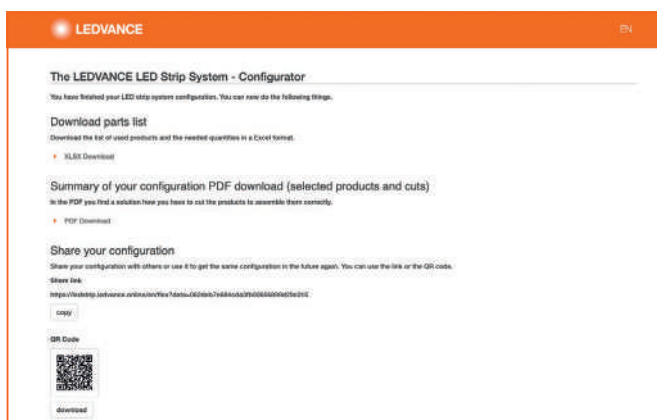 LEDVANCE
EN
The LEDVANCE LED Strip System - Configurator
You have finished your LED strip system configuration. You can now do the following things.
Download parts list
Download the list of used products and the needed quantities in a Excel format.
XLSX Download
Summary of your configuration PDF download (selected products and cuts)
In the PDF you find a solution how you have to cut the products to assemble them correctly.
PDF Download
Share your configuration
Share your configuration with others or use it to get the same configuration in the future again. You can use the link or the QR code.
Share link
copy
QR Code
download